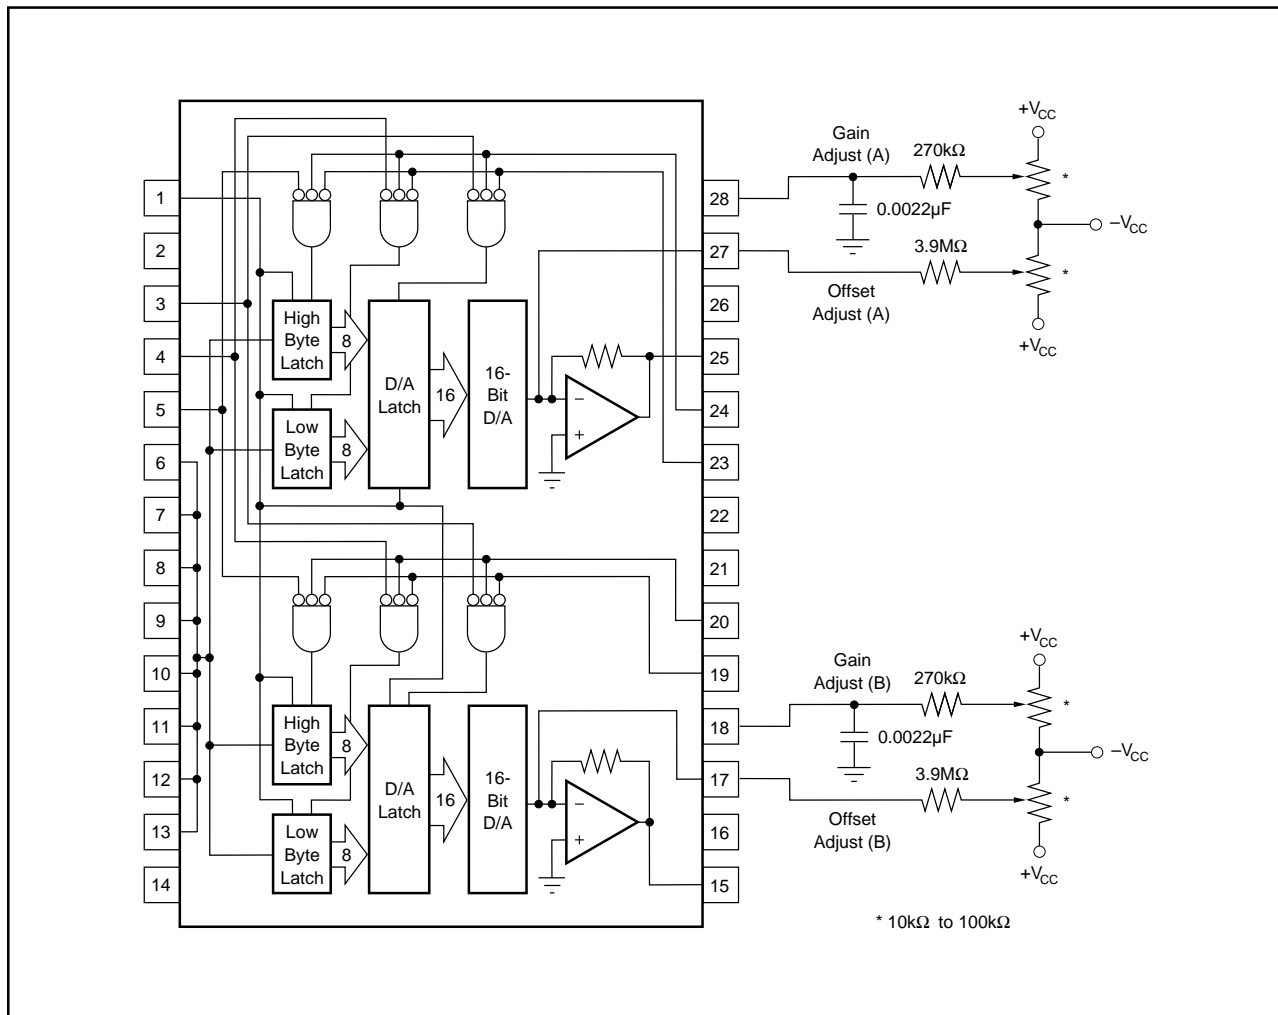 1
2
3
4
5
6
7
8
9
10
11
12
13
14
High
Byte
Latch
8
Low
Byte
Latch
8
D/A
Latch
16
16-
Bit
D/A
−
+
High
Byte
Latch
8
Low
Byte
Latch
8
D/A
Latch
16
16-
Bit
D/A
−
+
28
27
26
25
24
23
22
21
20
19
18
17
16
15
Gain
Adjust (A)
270kΩ
0.0022µF
+VCC
*
−VCC
3.9MΩ
*
Offset
Adjust (A)
+VCC
Gain
Adjust (B)
270kΩ
0.0022µF
+VCC
*
−VCC
3.9MΩ
*
Offset
Adjust (B)
+VCC
* 10kΩ to 100kΩ